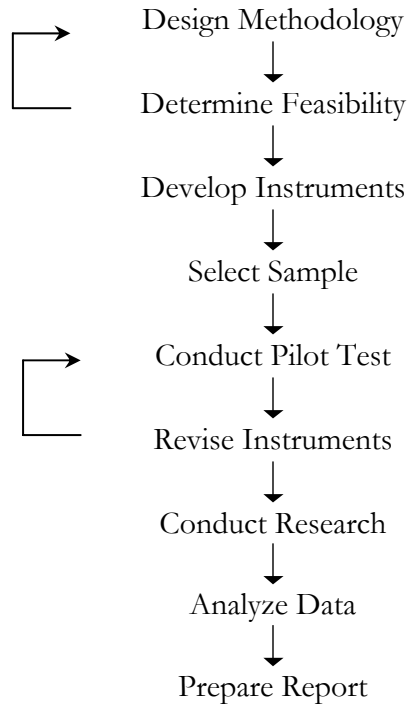 Design Methodology
Determine Feasibility
Develop Instruments
Select Sample
Conduct Pilot Test
Revise Instruments
Conduct Research
Analyze Data
Prepare Report